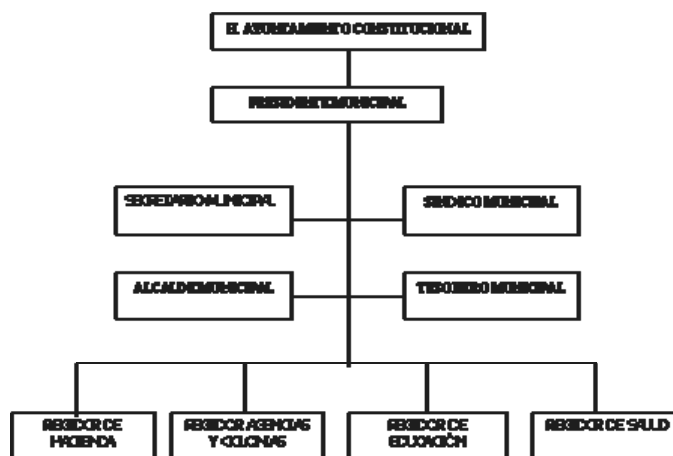 H. AYUNTAMIENTO CONSTITUCIONAL
PRESIDENTE MUNICIPAL
SECRETARIO MUNICIPAL
SINDICO MUNICIPAL
ALCALDE MUNICIPAL
TESORERO MUNICIPAL
REGIDOR DE
HACIENDA
REGIDOR AGENCIAS
Y COLONIAS
REGIDOR DE
EDUCACIÓN
REGIDOR DE SALUD